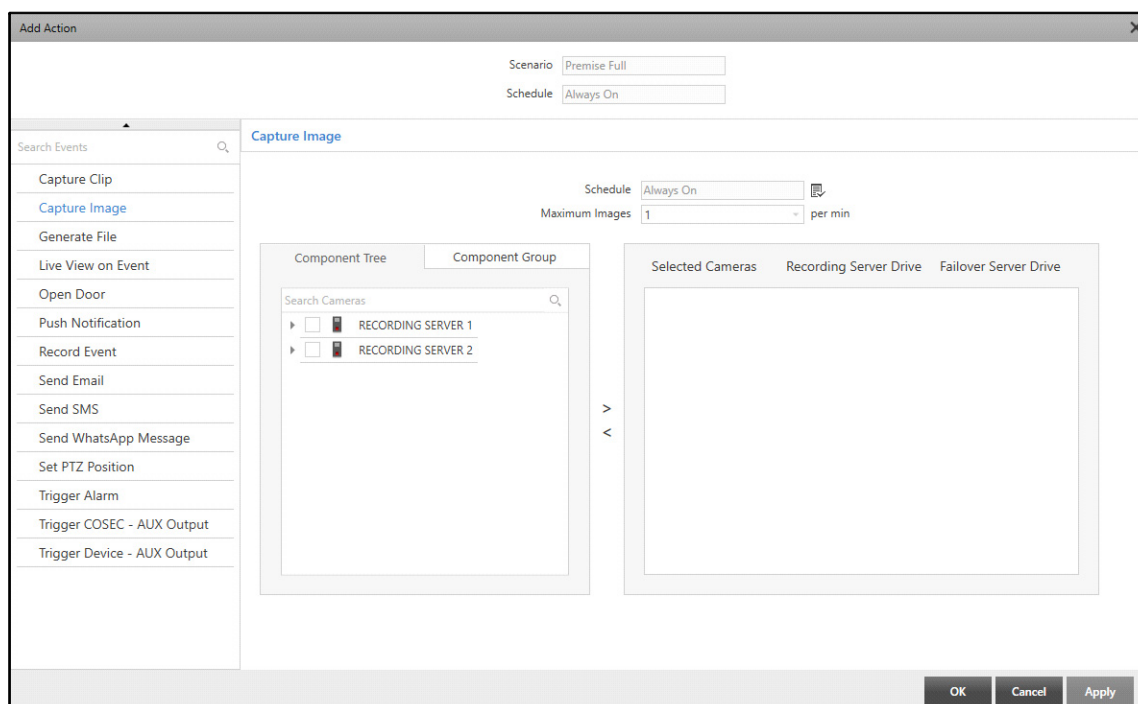 Add Action
Scenario Premise Full
Schedule Always On
Search Events
Capture Clip
Capture Image
Generate File
Live View on Event
Open Door
Push Notification
Record Event
Send Email
Send SMS
Send WhatsApp Message
Set PTZ Position
Trigger Alarm
Trigger COSEC - AUX Output
Trigger Device - AUX Output
Capture Image
Schedule Always On
Maximum Images 1 per min
Component Tree Component Group
Search Cameras
RECORDING SERVER 1
RECORDING SERVER 2
>
<
Selected Cameras Recording Server Drive Failover Server Drive
OK Cancel Apply